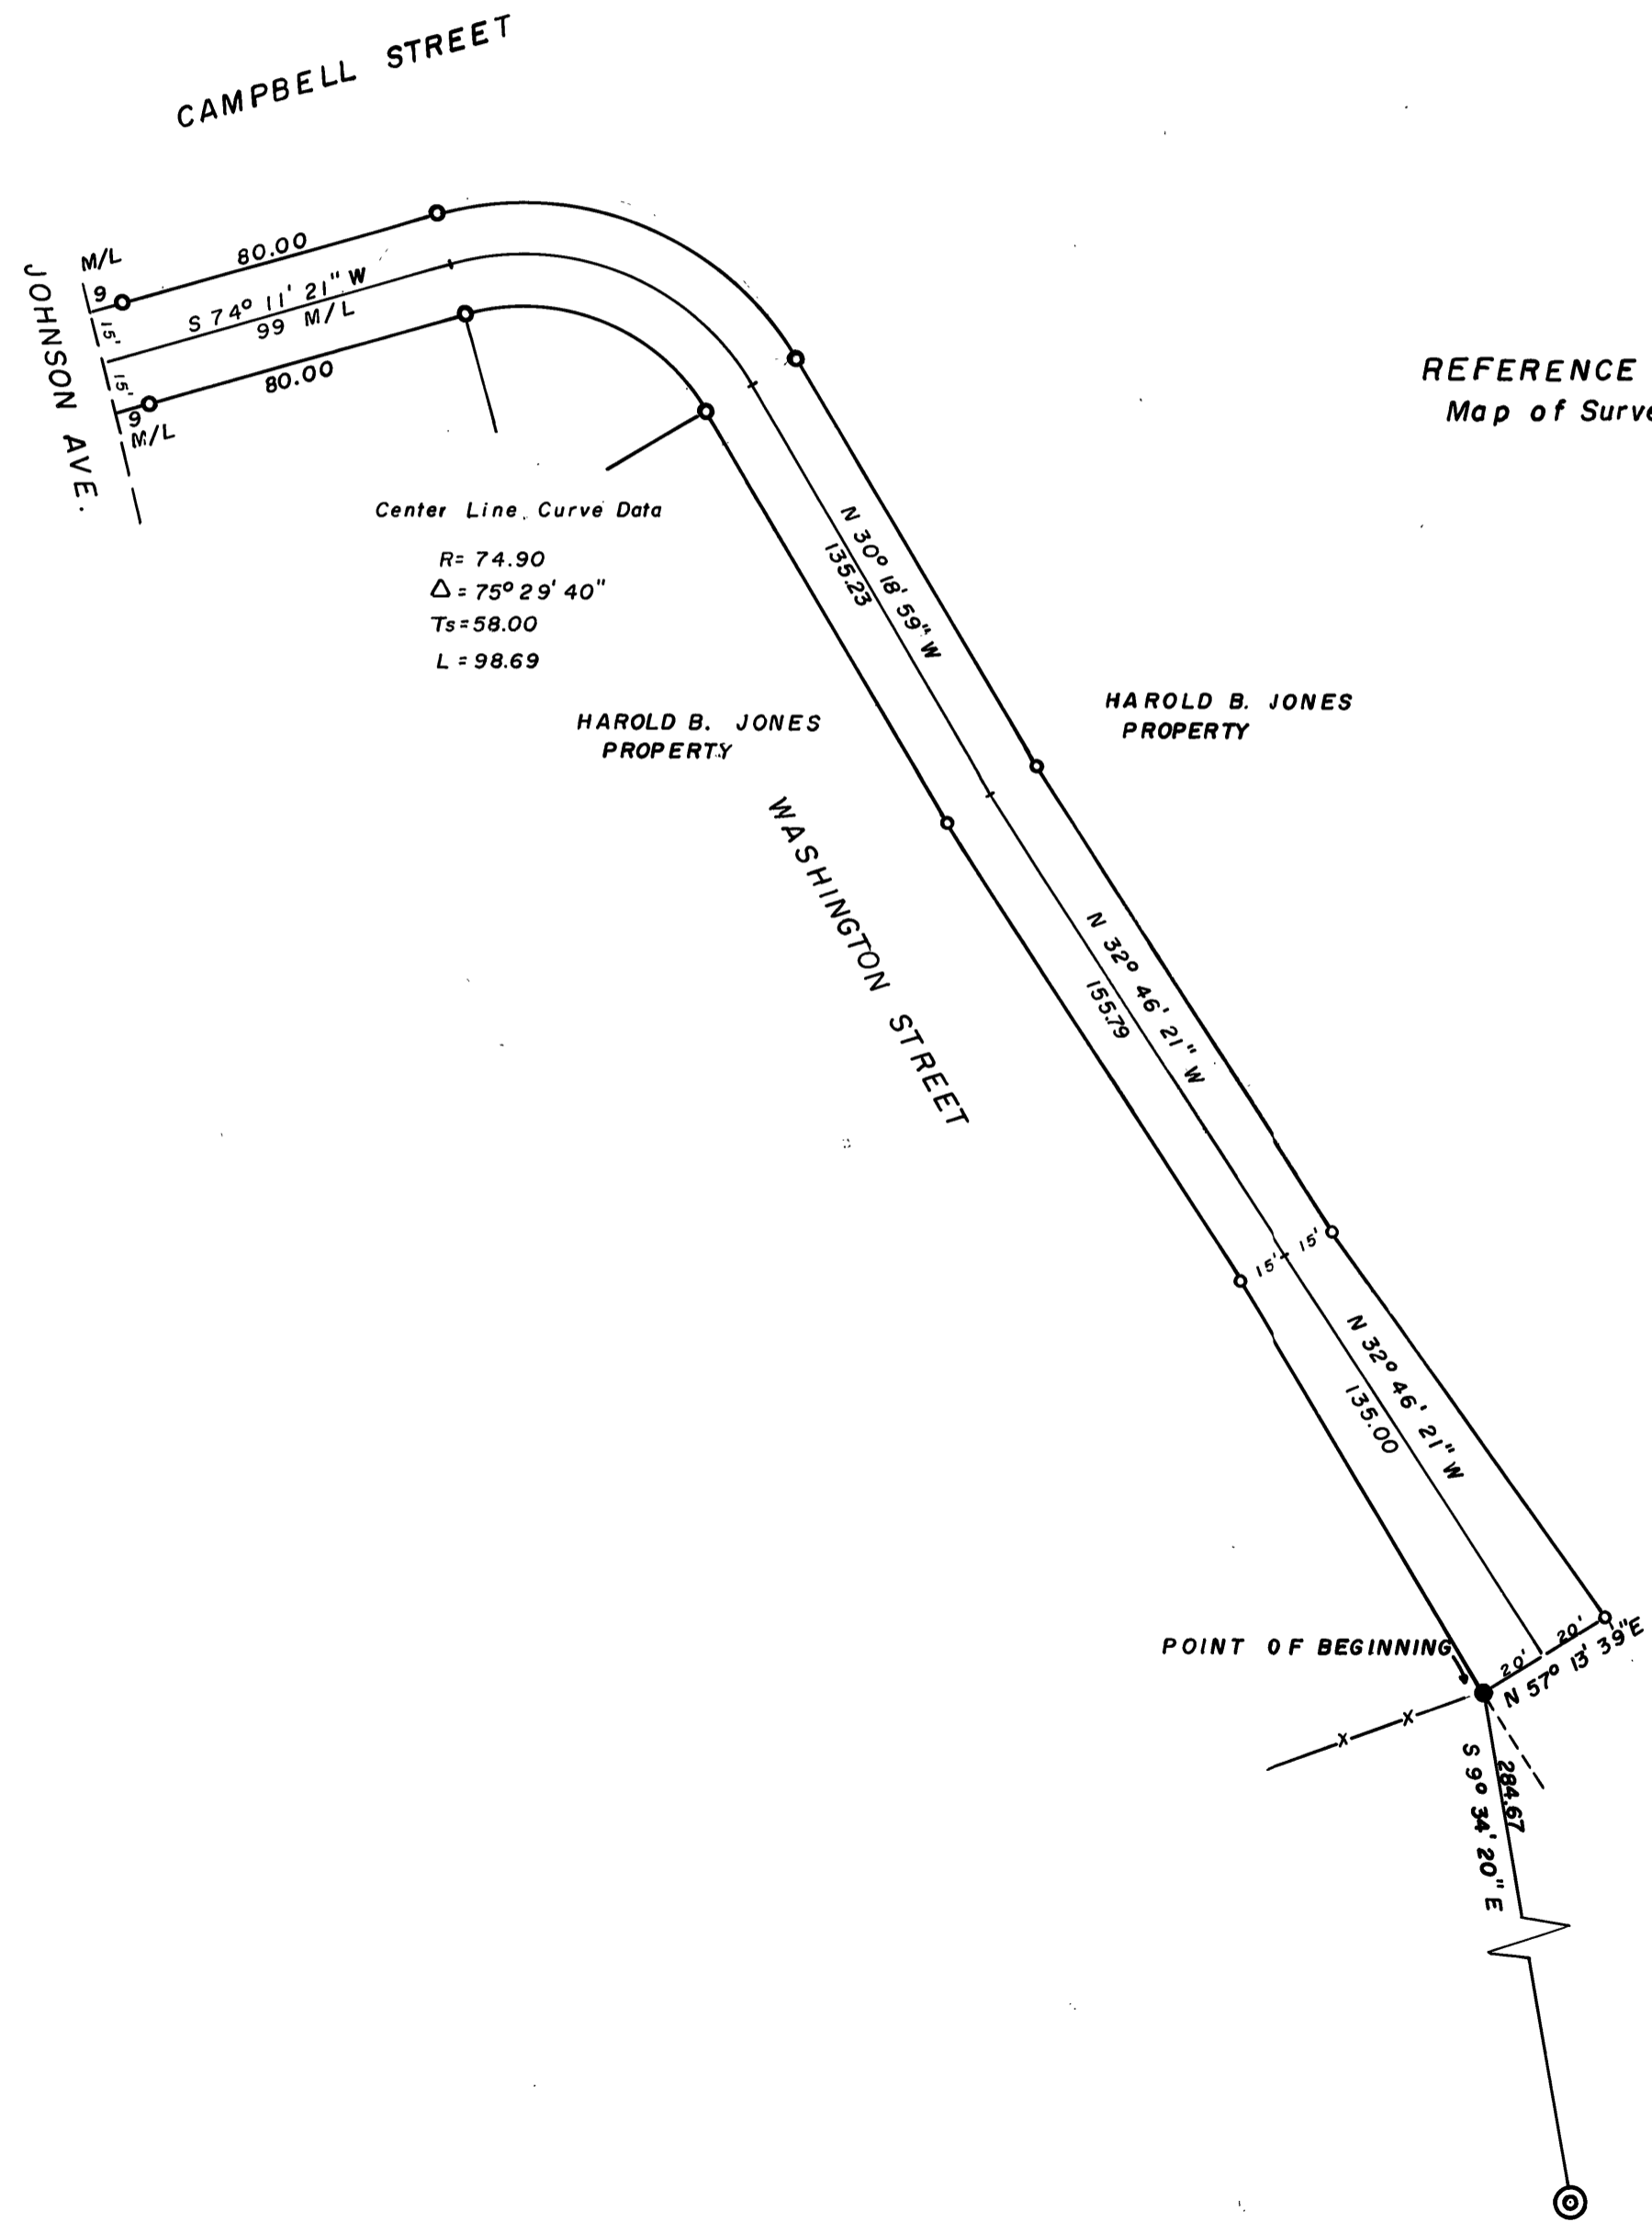 CAMPBELL STREET
M/L
9
80.00
S 74° 11' 21" W
99 M/L
15'
15'
80.00
9
M/L
JOHNSON AVE.
REFERENCE
Map of Surve
Center Line Curve Data
R= 74.90
Δ = 75° 29' 40"
Ts=58.00
L = 98.69
N 30° 18' 59" W
135.23
HAROLD B. JONES
PROPERTY
HAROLD B. JONES
PROPERTY
WASHINGTON STREET
N 32° 46' 21" W
155.79
15'
15'
N 32° 46' 21" W
135.00
POINT OF BEGINNING
20'
20'
N 57° 13' 39" E
284.67
S 9° 34' 20" E